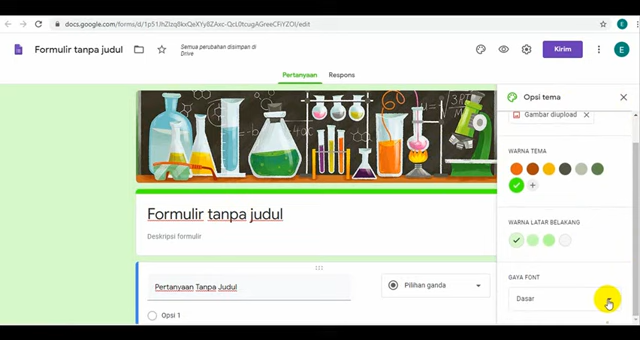 docs.google.com/forms/d/1p51JhZIzq8kxQeXYy8ZAxc-QcL0tcugAGreeCFiYZOI/edit
Formulir tanpa judul
Semua perubahan disimpan di
Drive
Kirim
E
Pertanyaan
Respons
Opsi tema
Gambar diupload
WARNA TEMA
WARNA LATAR BELAKANG
GAYA FONT
Dasar
Formulir tanpa judul
Deskripsi formulir
Pertanyaan Tanpa Judul
Pilihan ganda
Opsi 1